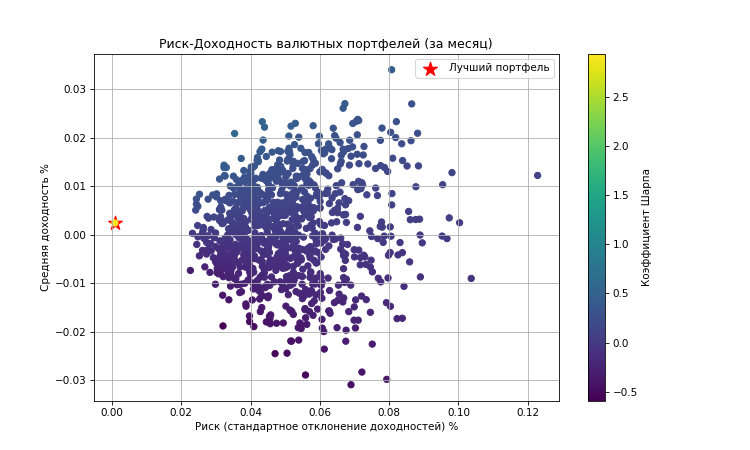 Риск-Доходность валютных портфелей (за месяц)
Лучший портфель
Средняя доходность %
0.03
0.02
0.01
0.00
−0.01
−0.02
−0.03
0.00 0.02 0.04 0.06 0.08 0.10 0.12
Риск (стандартное отклонение доходностей) %
2.5
2.0
1.5
1.0
0.5
0.0
−0.5
Коэффициент Шарпа